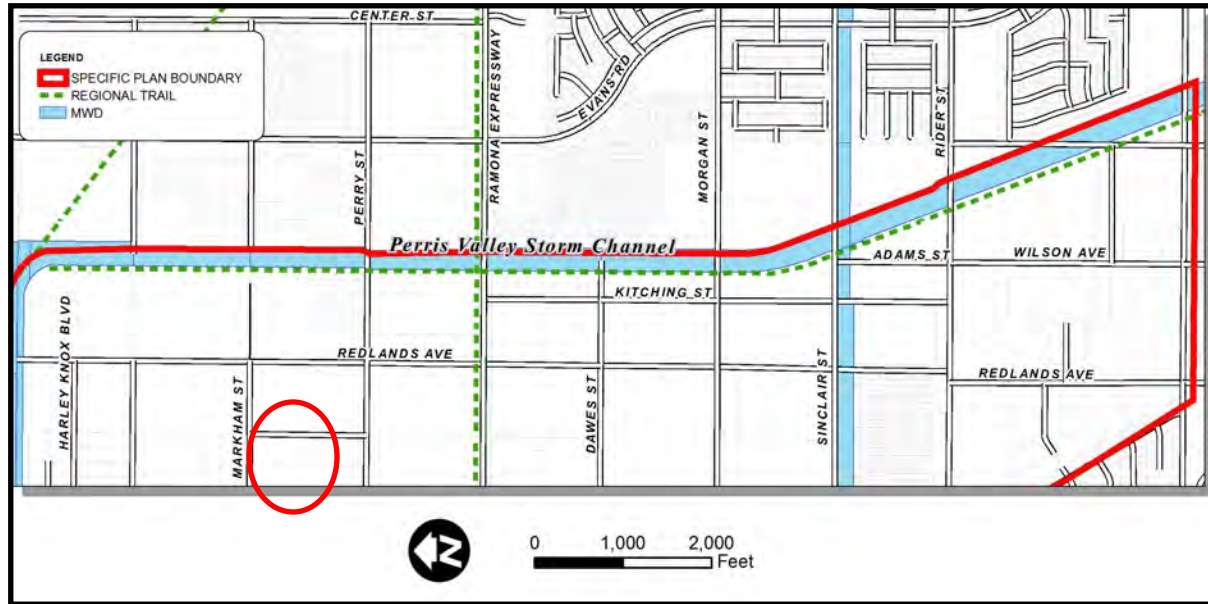 CENTER ST
LEGEND
SPECIFIC PLAN BOUNDARY
REGIONAL TRAIL
MWD
PERRY ST
RAMONA EXPRESSWAY
EVANS RD
MORGAN ST
RIDER ST
Perris Valley Storm Channel
ADAMS ST
WILSON AVE
KITCHING ST
HARLEY KNOX BLVD
MARKHAM ST
REDLANDS AVE
DAWES ST
SINCLAIR ST
REDLANDS AVE
N
0 1,000 2,000
Feet